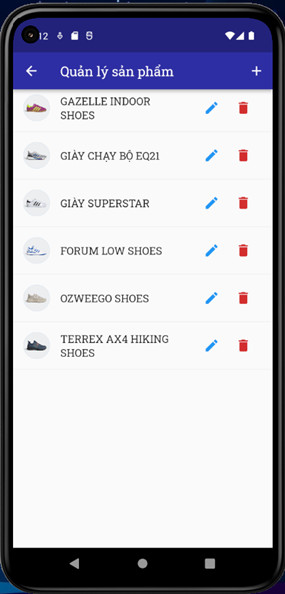 12
Quản lý sản phẩm
GAZELLE INDOOR
SHOES
GIÀY CHẠY BỘ EQ21
GIÀY SUPERSTAR
FORUM LOW SHOES
OZWEEGO SHOES
TERREX AX4 HIKING
SHOES